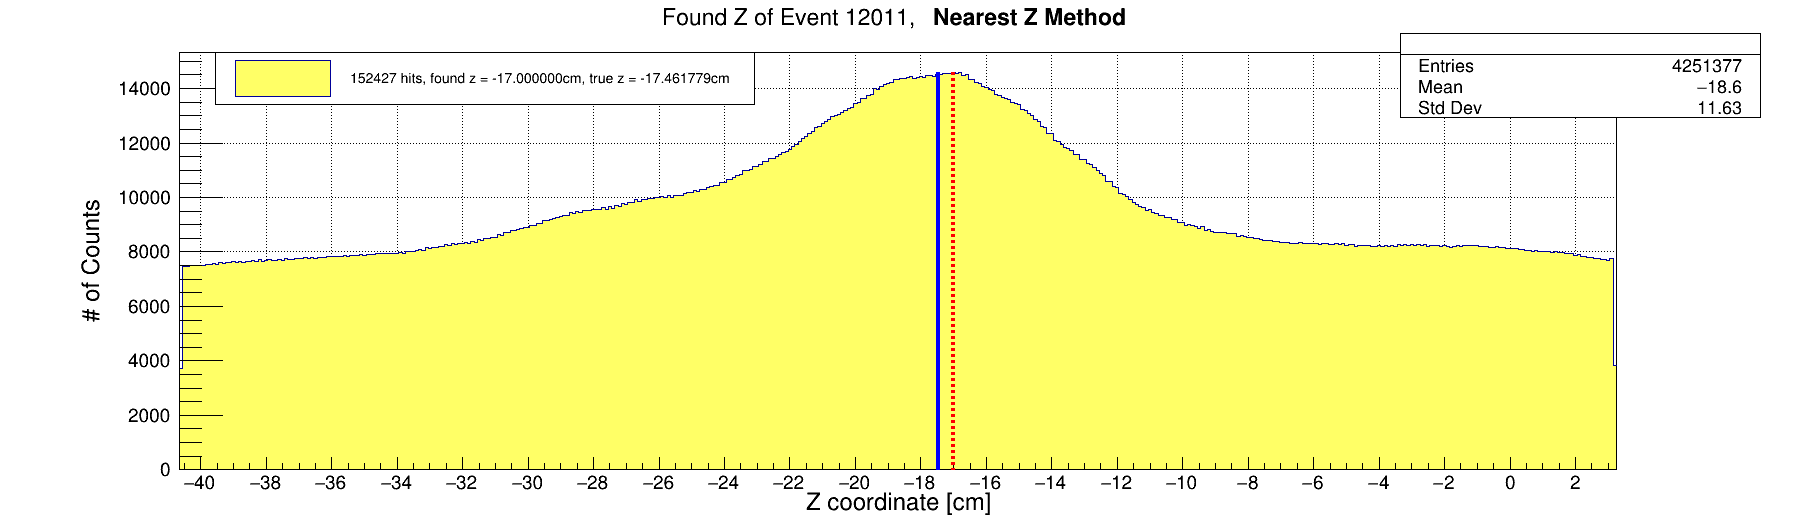 Found Z of Event 12011, Nearest Z Method
152427 hits, found z = -17.000000cm, true z = -17.461779cm
Entries 4251377
Mean −18.6
Std Dev 11.63
# of Counts
14000
12000
10000
8000
6000
4000
2000
0
−40 −38 −36 −34 −32 −30 −28 −26 −24 −22 −20 −18 −16 −14 −12 −10 −8 −6 −4 −2 0 2
Z coordinate [cm]